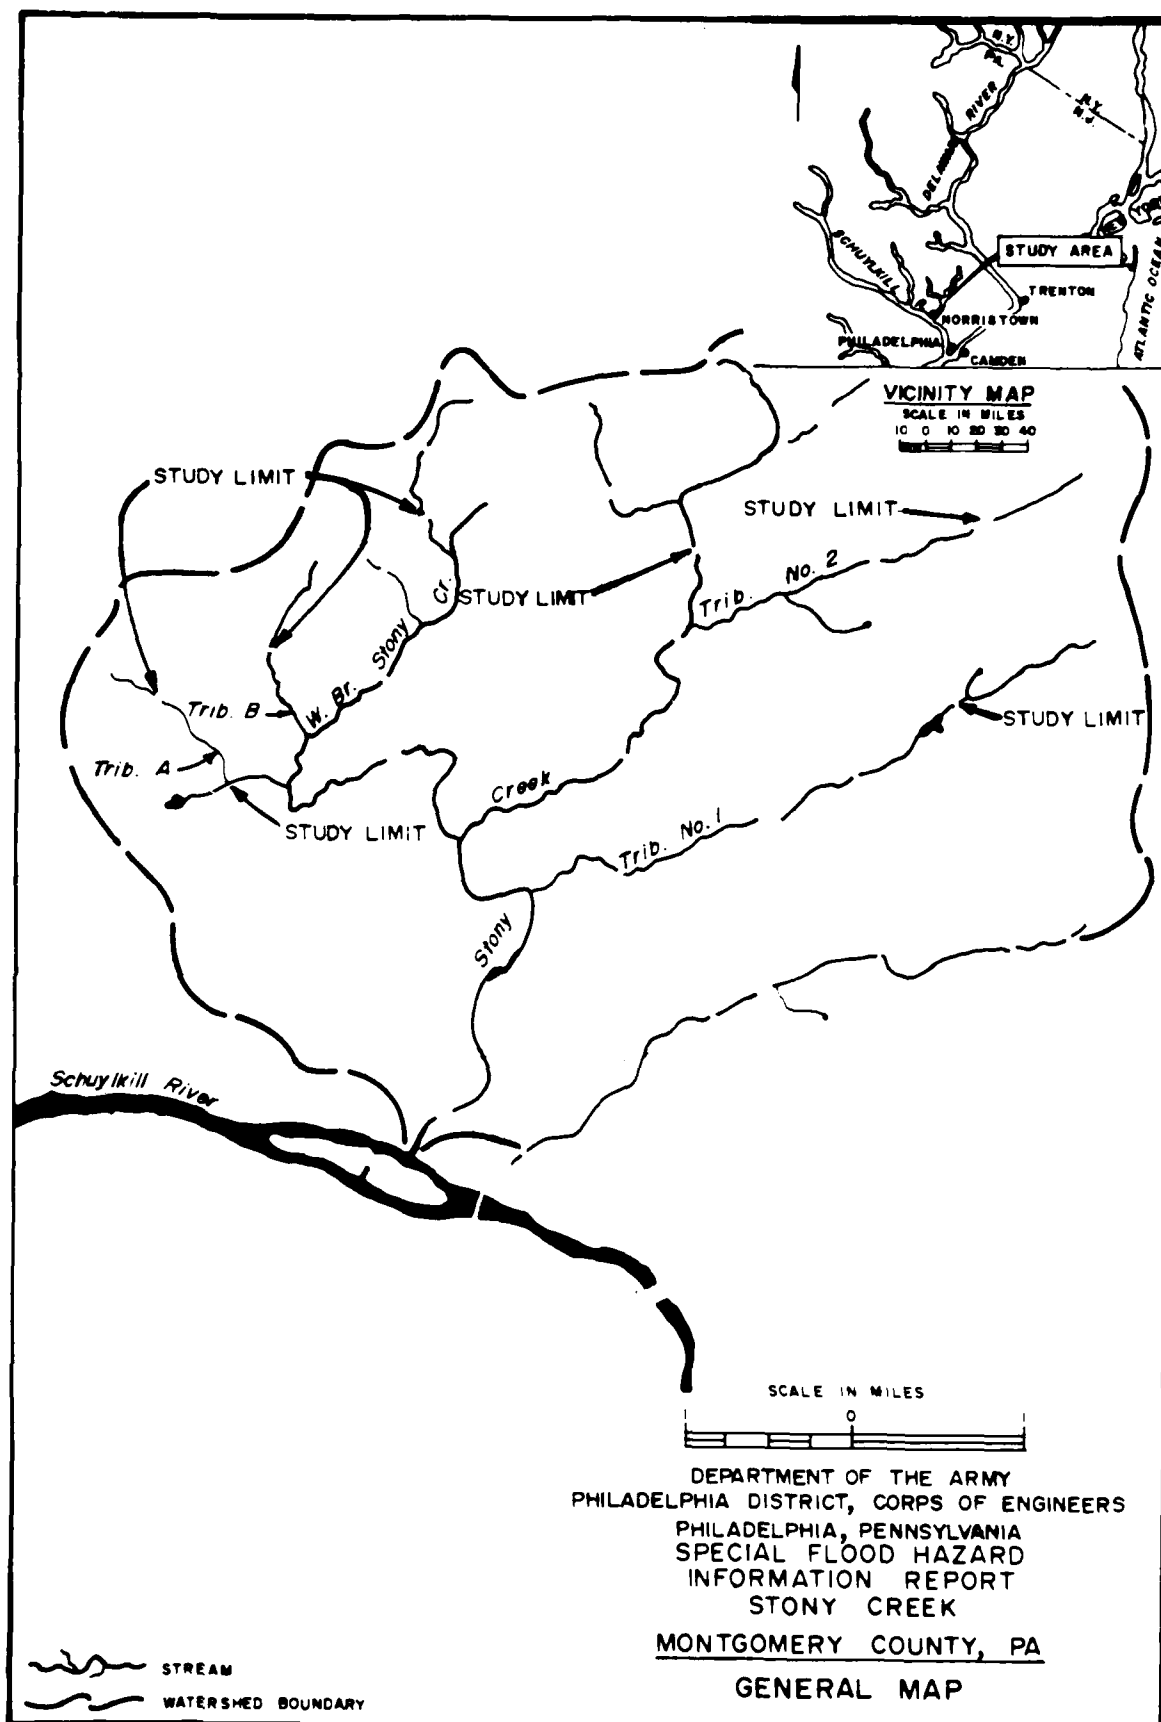 N.Y.
PA.
N.Y.
N.J.
DELAWARE RIVER
SCHUYLKILL R.
STUDY AREA
TRENTON
NORRISTOWN
PHILADELPHIA
CAMDEN
ATLANTIC OCEAN
VICINITY MAP
SCALE IN MILES
10 0 10 20 30 40
STUDY LIMIT
STUDY LIMIT
STUDY LIMIT
Trib. No. 2
W. Br. Stony Cr.
Trib. B
STUDY LIMIT
Trib. A
Creek
STUDY LIMIT
Trib. No. 1
Stony
Schuylkill River
SCALE IN MILES
1 0 1
DEPARTMENT OF THE ARMY
PHILADELPHIA DISTRICT, CORPS OF ENGINEERS
PHILADELPHIA, PENNSYLVANIA
SPECIAL FLOOD HAZARD
INFORMATION REPORT
STONY CREEK
MONTGOMERY COUNTY, PA
GENERAL MAP
STREAM
WATERSHED BOUNDARY